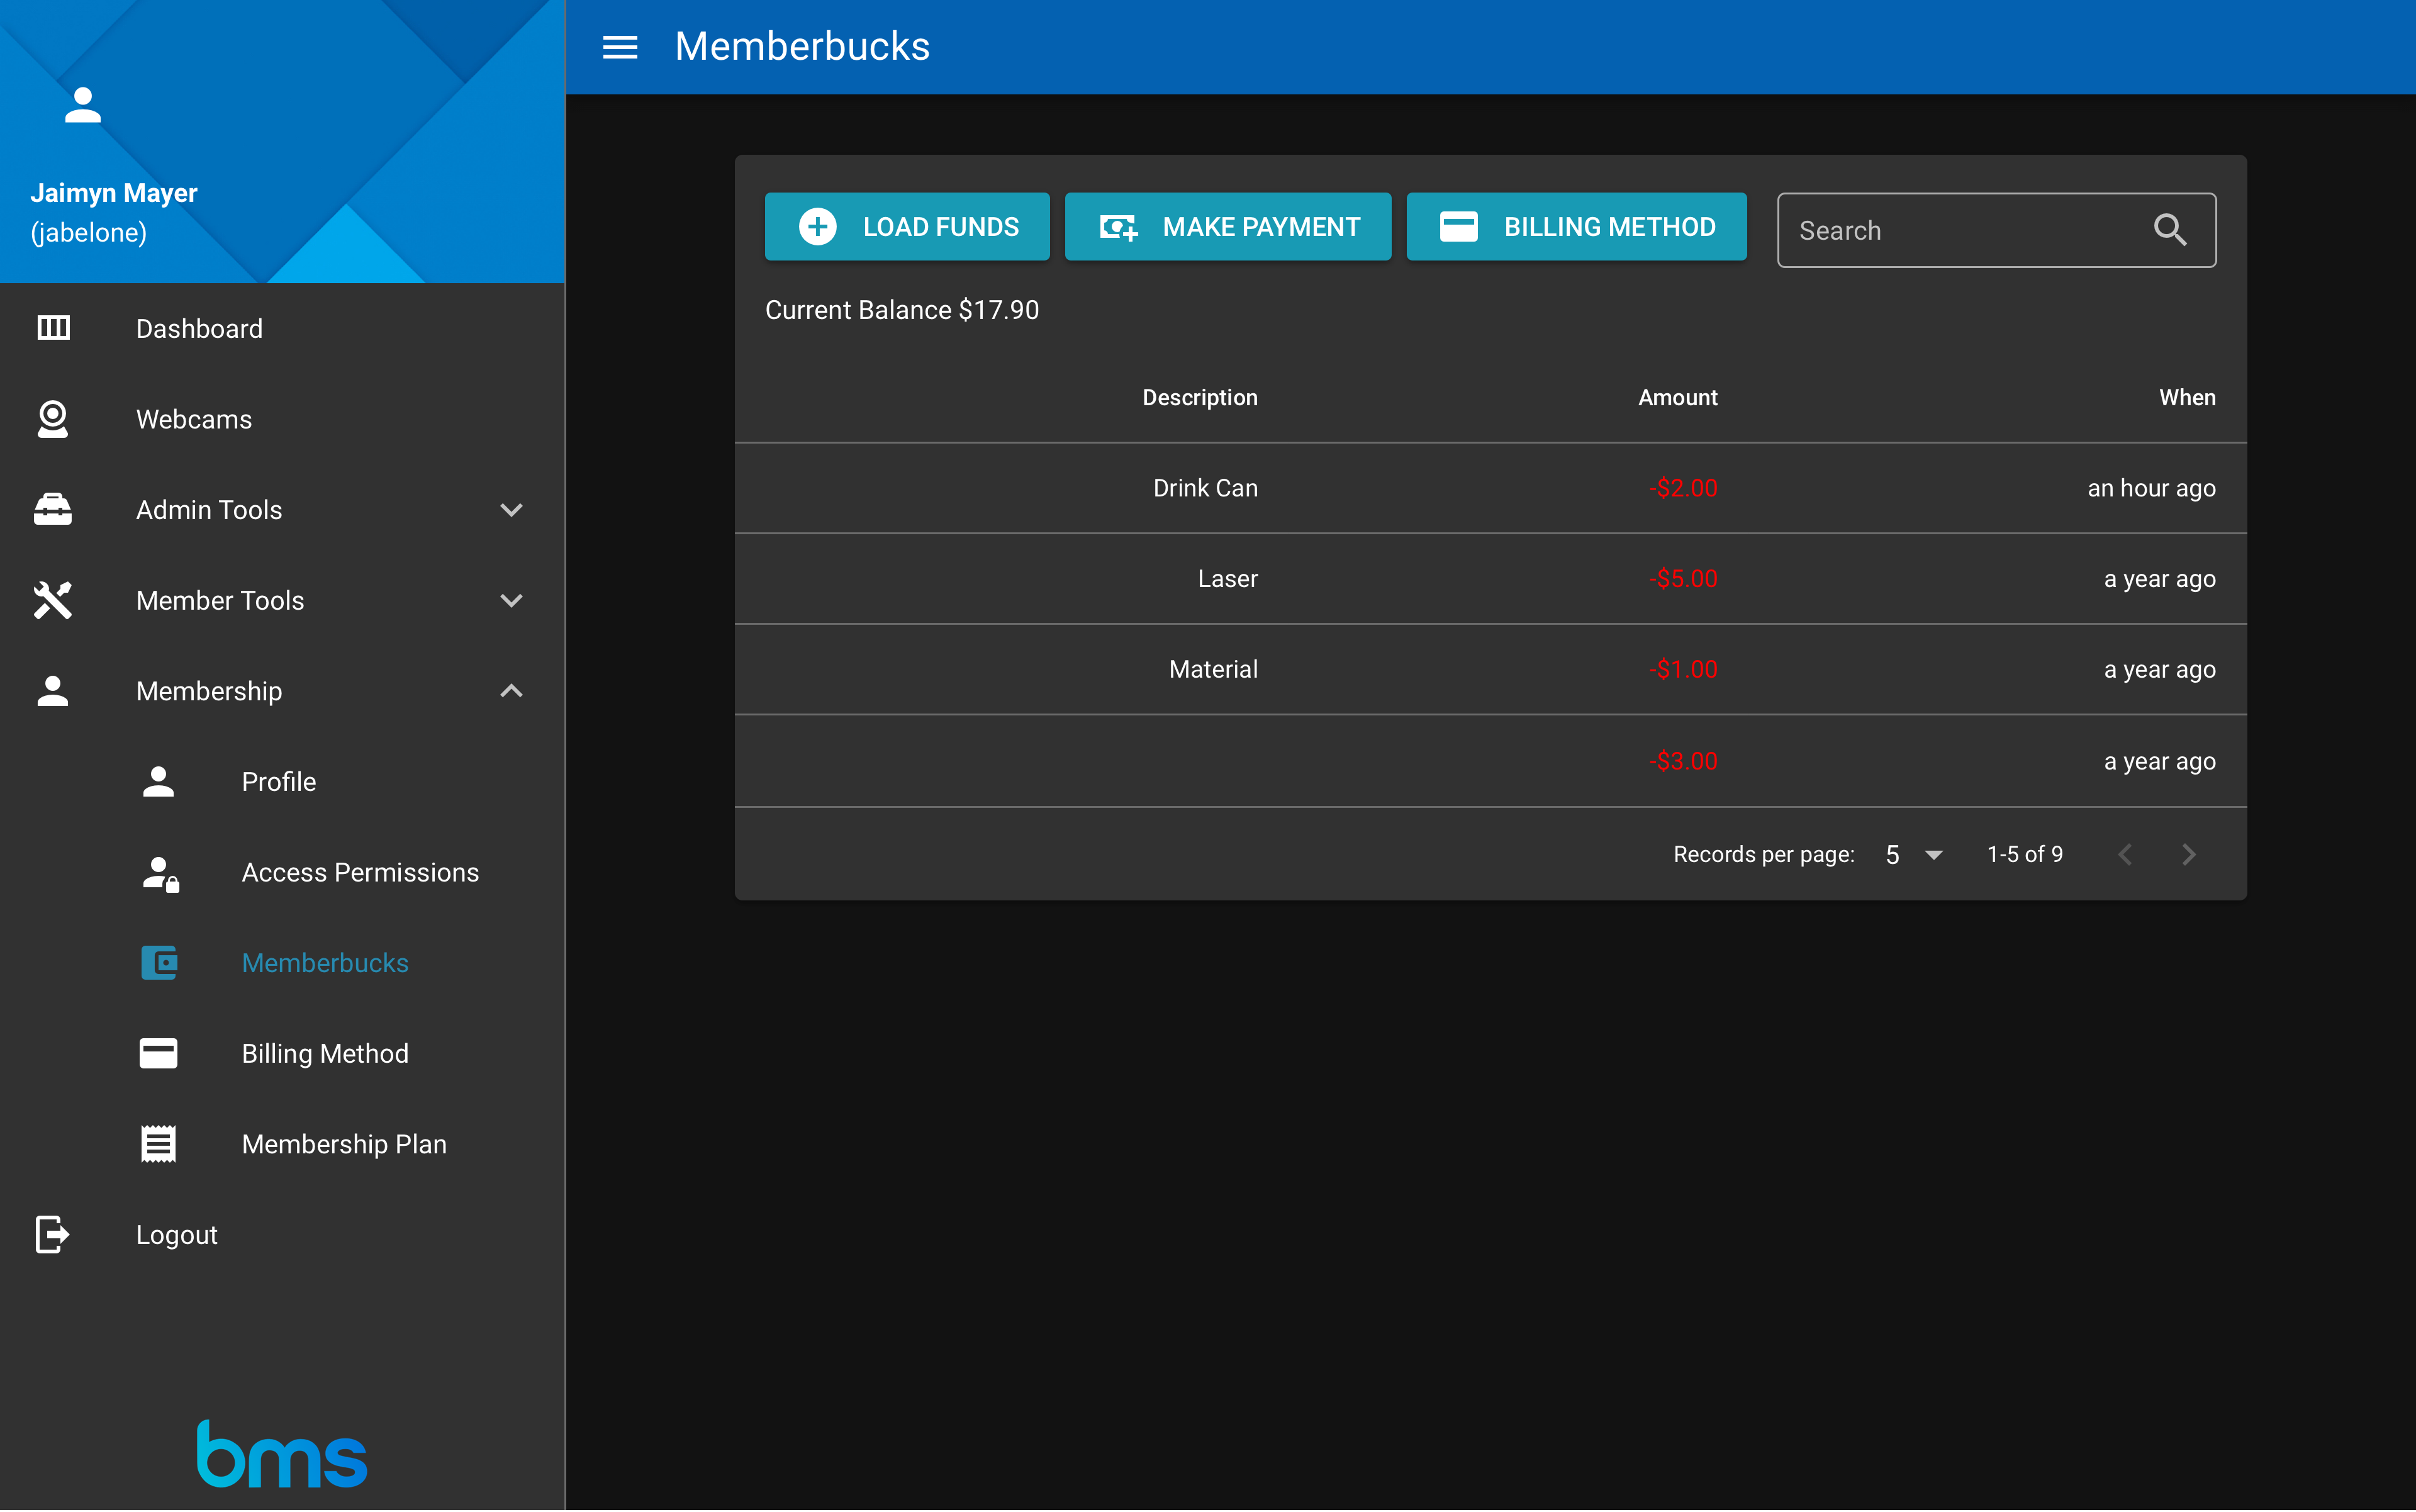 Memberbucks
Jaimyn Mayer
(jabelone)
Dashboard
Webcams
Admin Tools
Member Tools
Membership
Profile
Access Permissions
Memberbucks
Billing Method
Membership Plan
Logout
bms
LOAD FUNDS MAKE PAYMENT BILLING METHOD Search
Current Balance $17.90
Description Amount When
Drink Can -$2.00 an hour ago
Laser -$5.00 a year ago
Material -$1.00 a year ago
-$3.00 a year ago
Records per page: 5 1-5 of 9